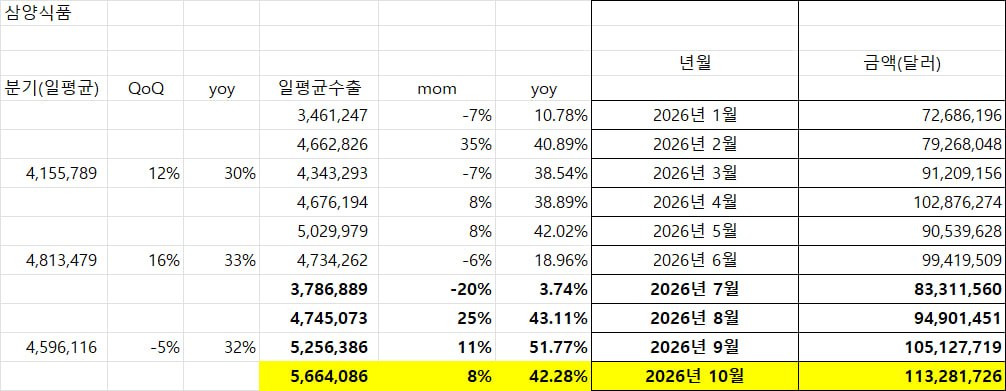 삼양식품
년월 금액(달러)
분기(일평균) QoQ yoy 일평균수출 mom yoy
3,461,247 -7% 10.78% 2026년 1월 72,686,196
4,662,826 35% 40.89% 2026년 2월 79,268,048
4,155,789 12% 30% 4,343,293 -7% 38.54% 2026년 3월 91,209,156
4,676,194 8% 38.89% 2026년 4월 102,876,274
5,029,979 8% 42.02% 2026년 5월 90,539,628
4,813,479 16% 33% 4,734,262 -6% 18.96% 2026년 6월 99,419,509
3,786,889 -20% 3.74% 2026년 7월 83,311,560
4,745,073 25% 43.11% 2026년 8월 94,901,451
4,596,116 -5% 32% 5,256,386 11% 51.77% 2026년 9월 105,127,719
5,664,086 8% 42.28% 2026년 10월 113,281,726